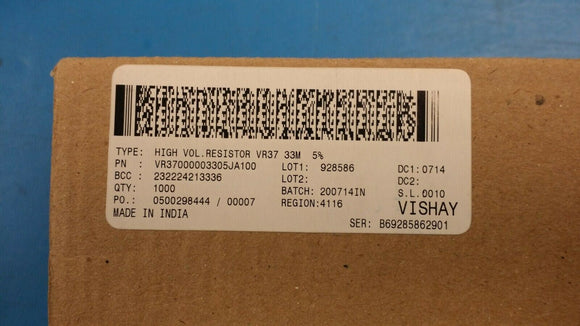 TYPE: HIGH VOL.RESISTOR VR37 33M 5%
PN : VR37000003305JA100 LOT1: 928586 DC1:0714
BCC : 232224213336 LOT2: DC2:
QTY: 1000 BATCH: 200714IN S.L.0010
PO.: 0500298444 / 00007 REGION:4116 VISHAY
MADE IN INDIA SER: B69285862901